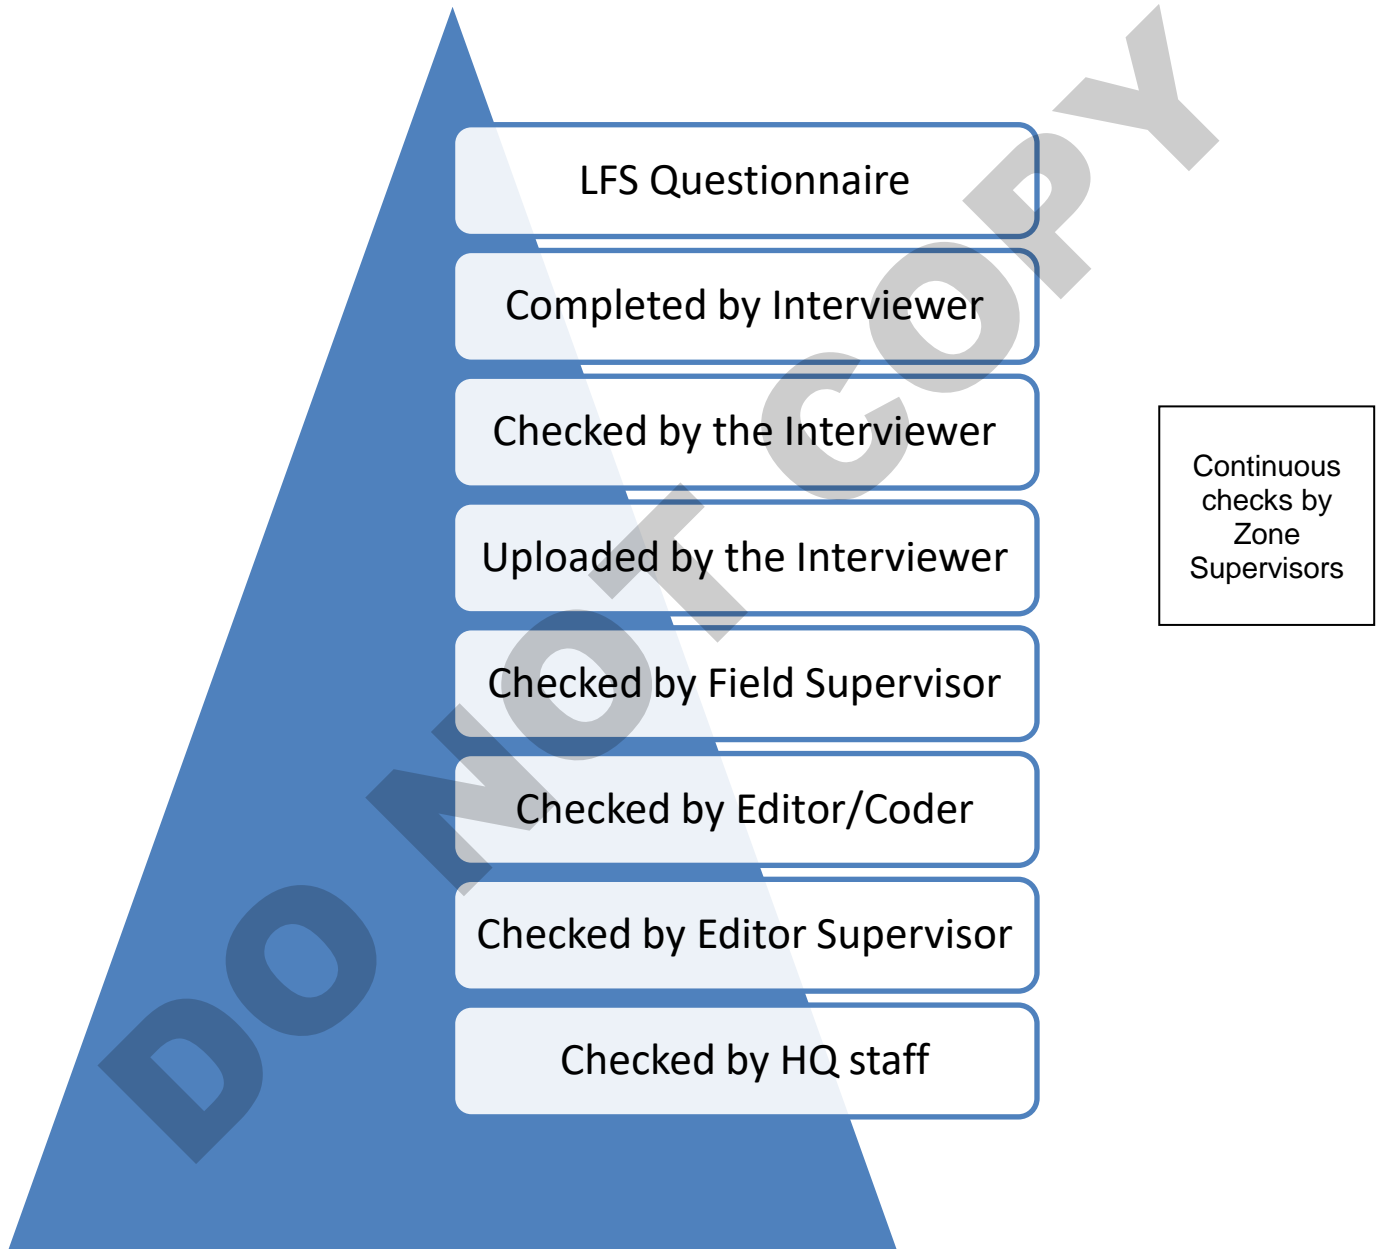 LFS Questionnaire
Completed by Interviewer
Checked by the Interviewer
Uploaded by the Interviewer
Checked by Field Supervisor
Checked by Editor/Coder
Checked by Editor Supervisor
Checked by HQ staff
Continuous
checks by
Zone
Supervisors
DO NOT COPY